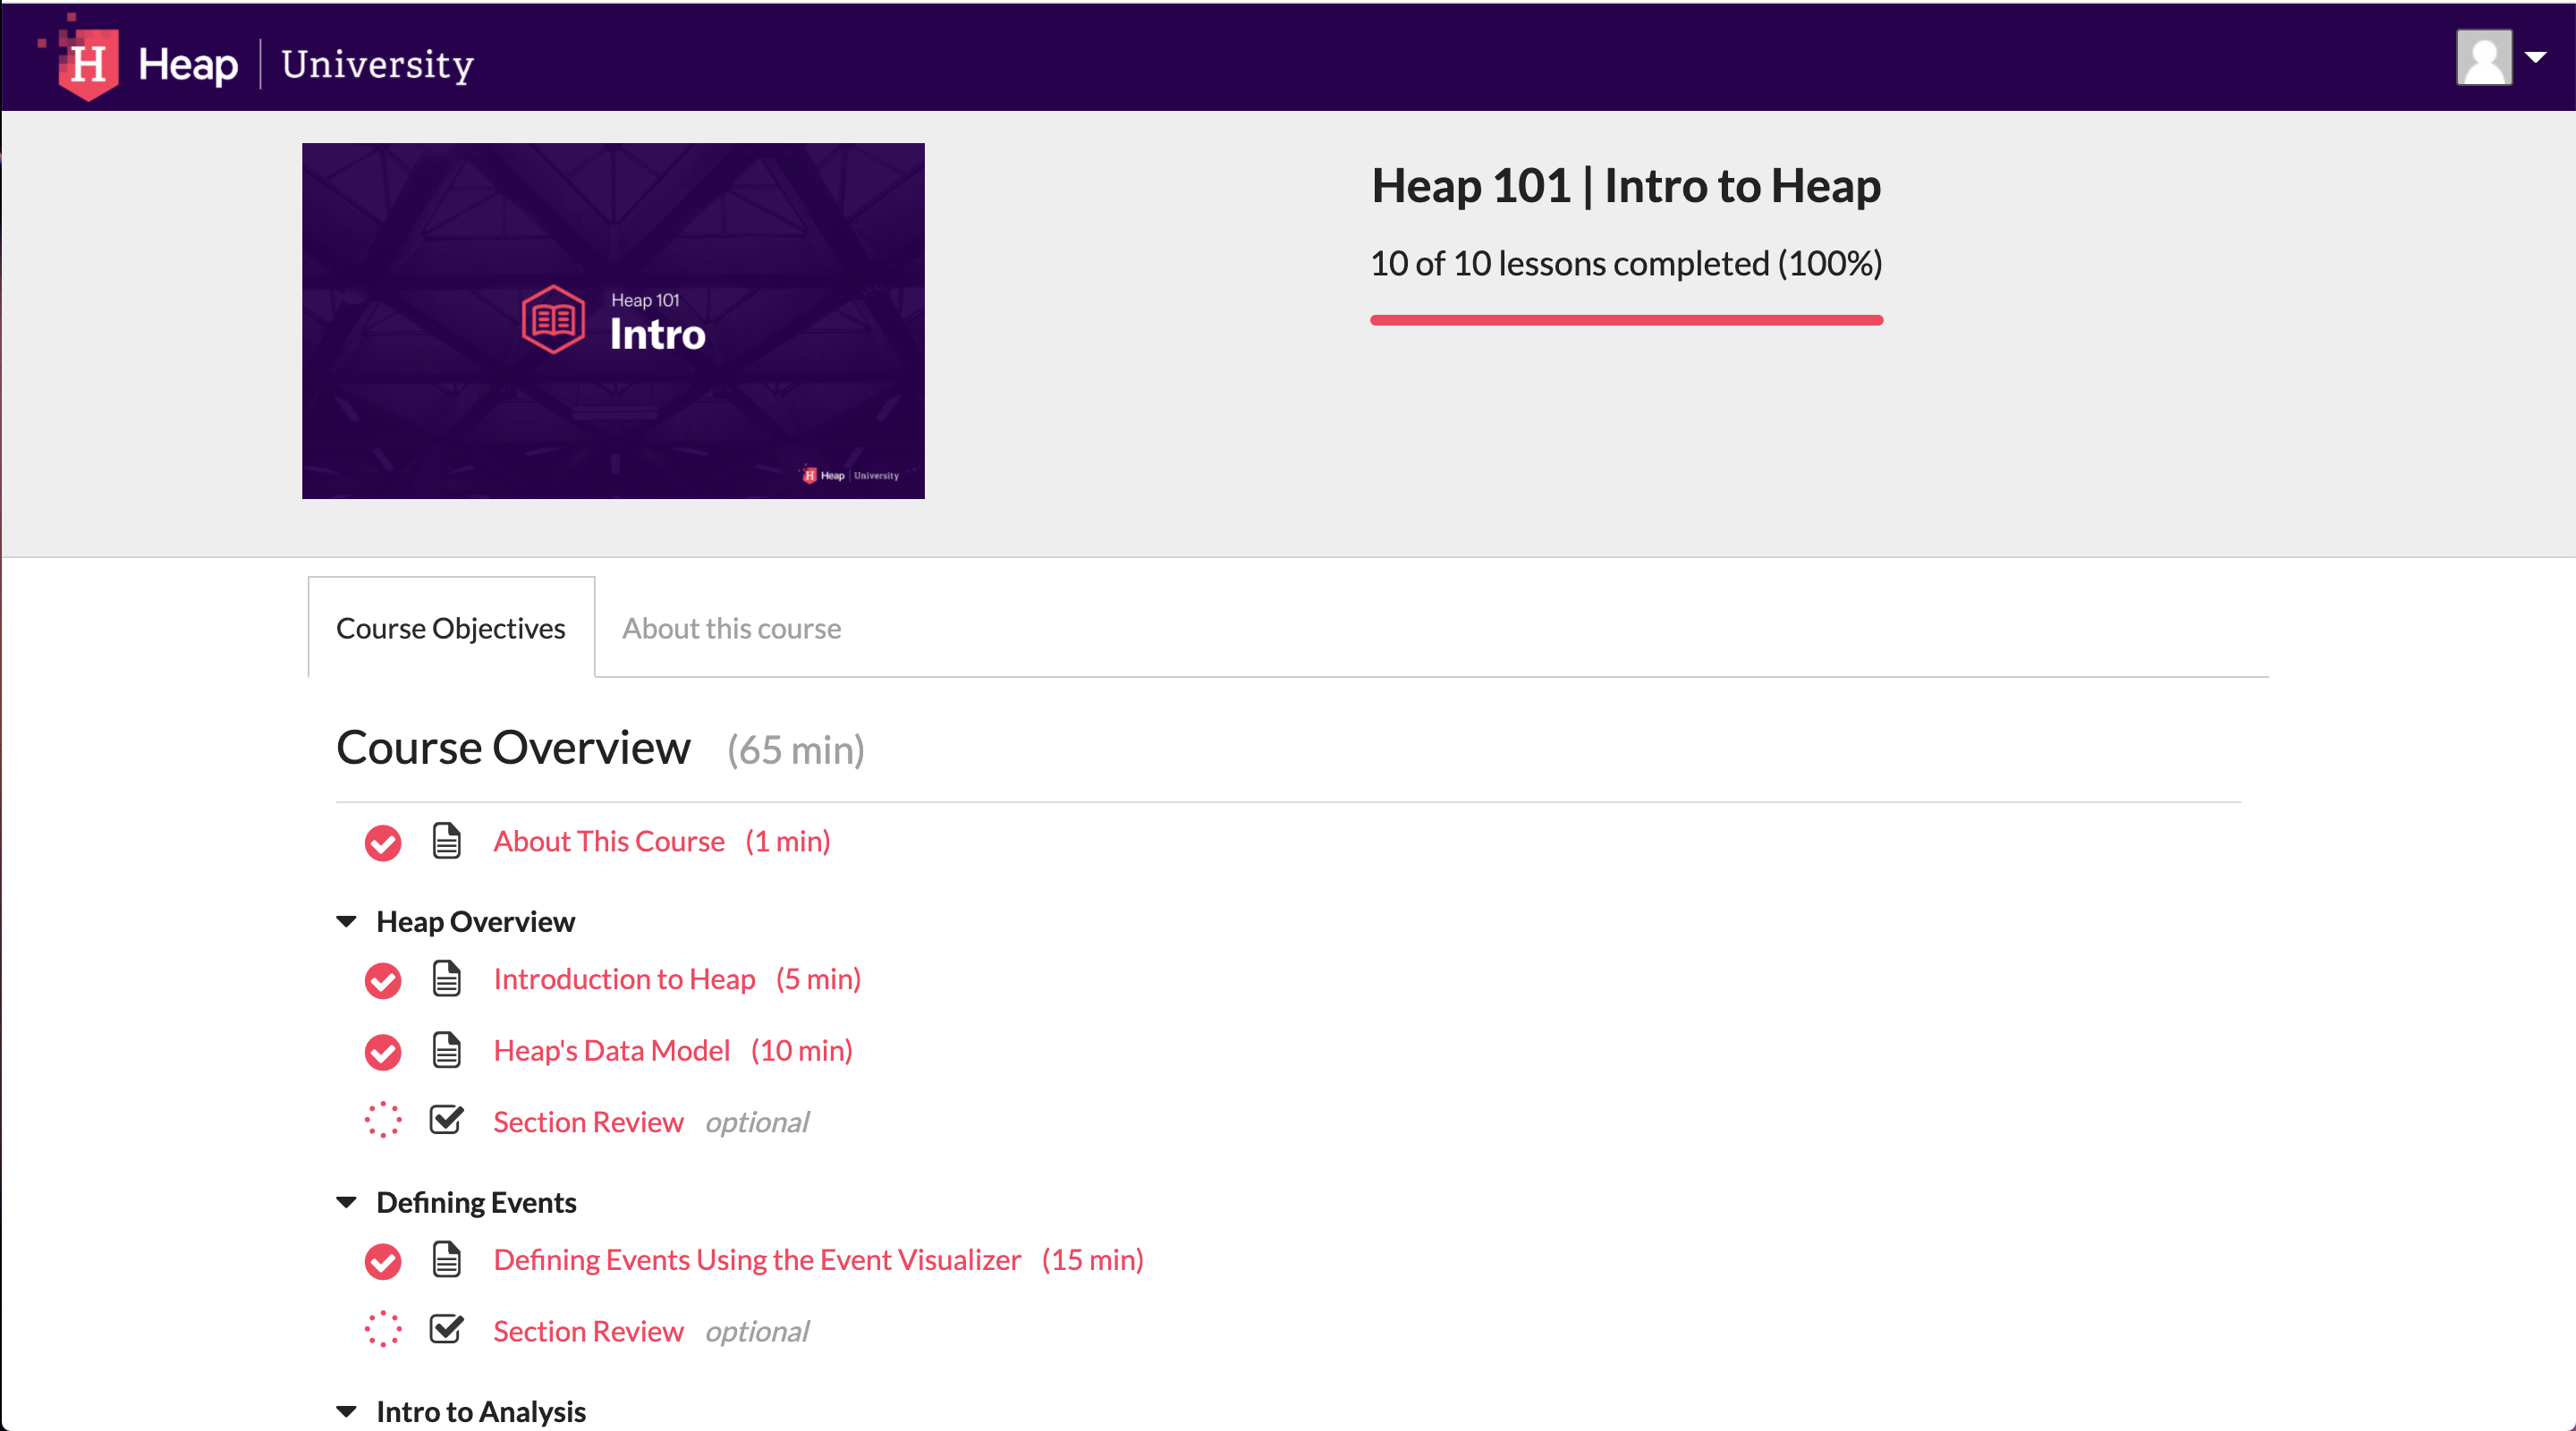 H Heap | University
Heap 101 | Intro to Heap
10 of 10 lessons completed (100%)
Heap 101
Intro
H Heap | University
Course Objectives
About this course
Course Overview (65 min)
About This Course (1 min)
Heap Overview
Introduction to Heap (5 min)
Heap's Data Model (10 min)
Section Review optional
Defining Events
Defining Events Using the Event Visualizer (15 min)
Section Review optional
Intro to Analysis